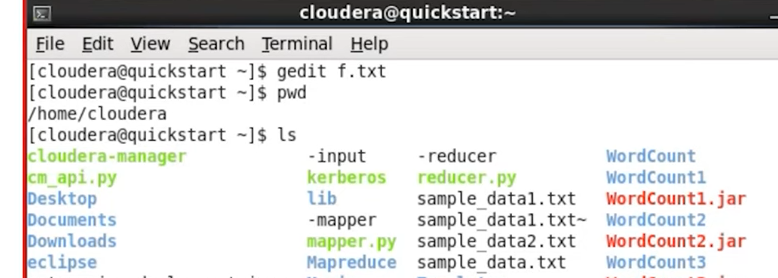 cloudera@quickstart:~
File Edit View Search Terminal Help
[cloudera@quickstart ~]$ gedit f.txt
[cloudera@quickstart ~]$ pwd
/home/cloudera
[cloudera@quickstart ~]$ ls
cloudera-manager -input -reducer WordCount
cm_api.py kerberos reducer.py WordCount1
Desktop lib sample_data1.txt WordCount1.jar
Documents -mapper sample_data1.txt~ WordCount2
Downloads mapper.py sample_data2.txt WordCount2.jar
eclipse Mapreduce sample_data.txt WordCount3